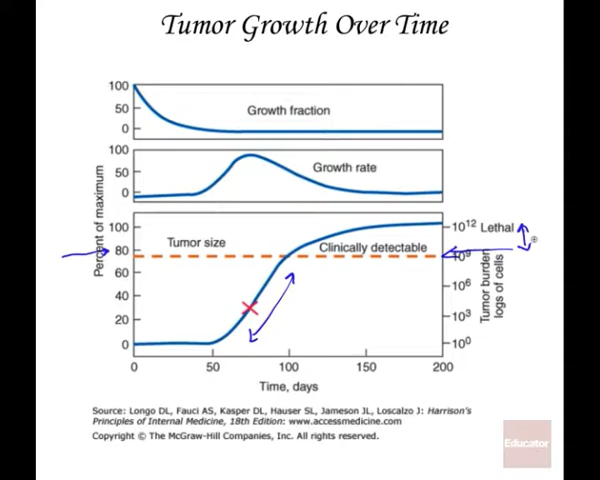 Tumor Growth Over Time
100
50
0
Growth fraction
100
50
0
Growth rate
Percent of maximum
100
80
60
40
20
0
Tumor size
Clinically detectable
10¹² Lethal
10⁹
10⁶
10³
10⁰
Tumor burden
logs of cells
0 50 100 150 200
Time, days
Source: Longo DL, Fauci AS, Kasper DL, Hauser SL, Jameson JL, Loscalzo J: Harrison's
Principles of Internal Medicine, 18th Edition: www.accessmedicine.com
Copyright © The McGraw-Hill Companies, Inc. All rights reserved.
Educator